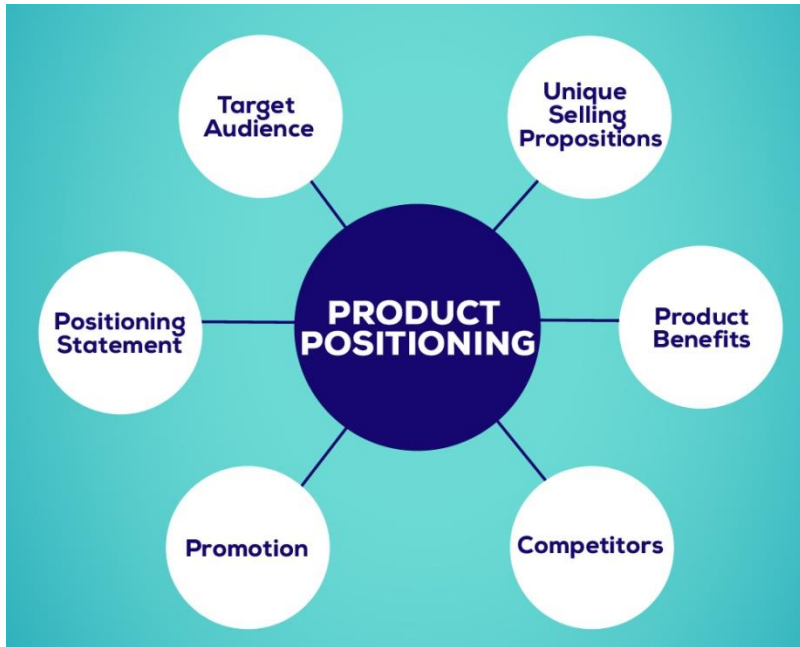 Target
Audience
Unique
Selling
Propositions
PRODUCT
POSITIONING
Positioning
Statement
Product
Benefits
Promotion
Competitors